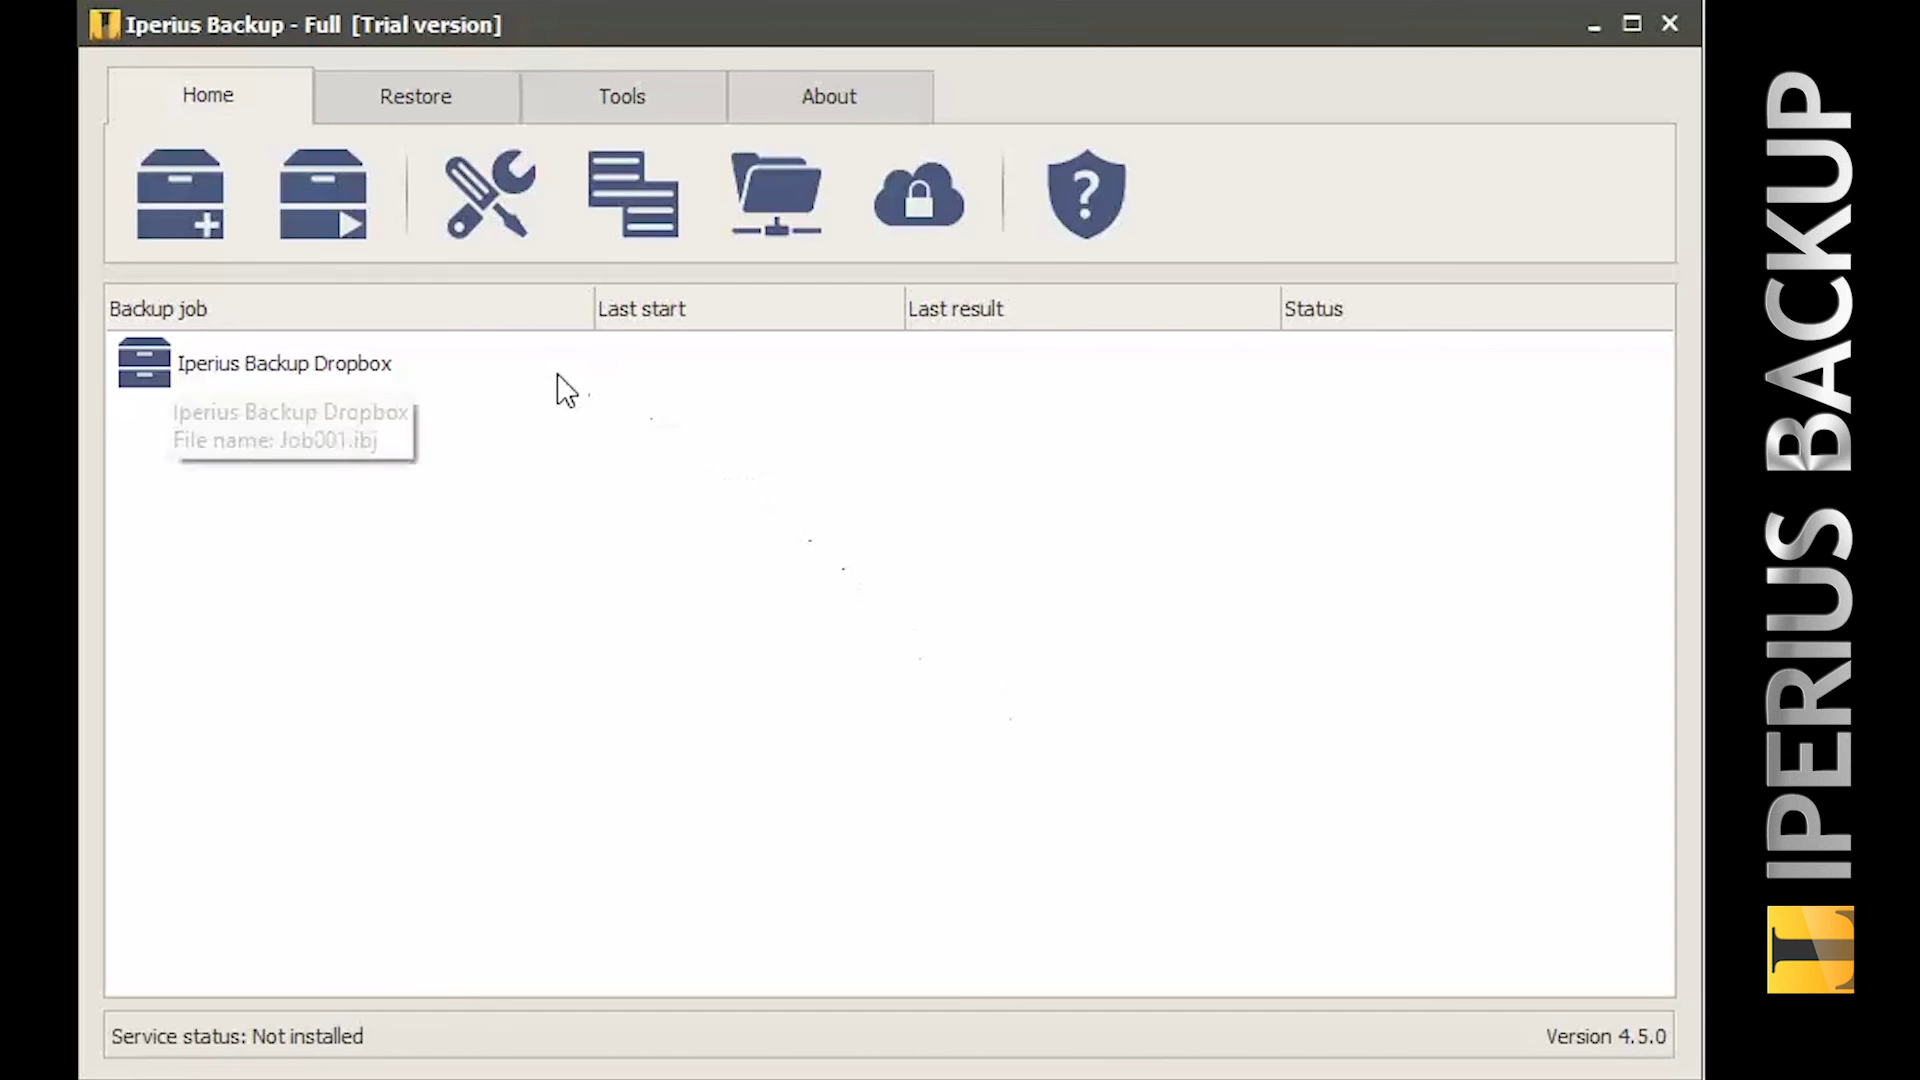 Iperius Backup - Full [Trial version]
Home
Restore
Tools
About
Backup job
Last start
Last result
Status
Iperius Backup Dropbox
Iperius Backup Dropbox
File name: Job001.ibj
Service status: Not installed
Version 4.5.0
IPERIUS BACKUP